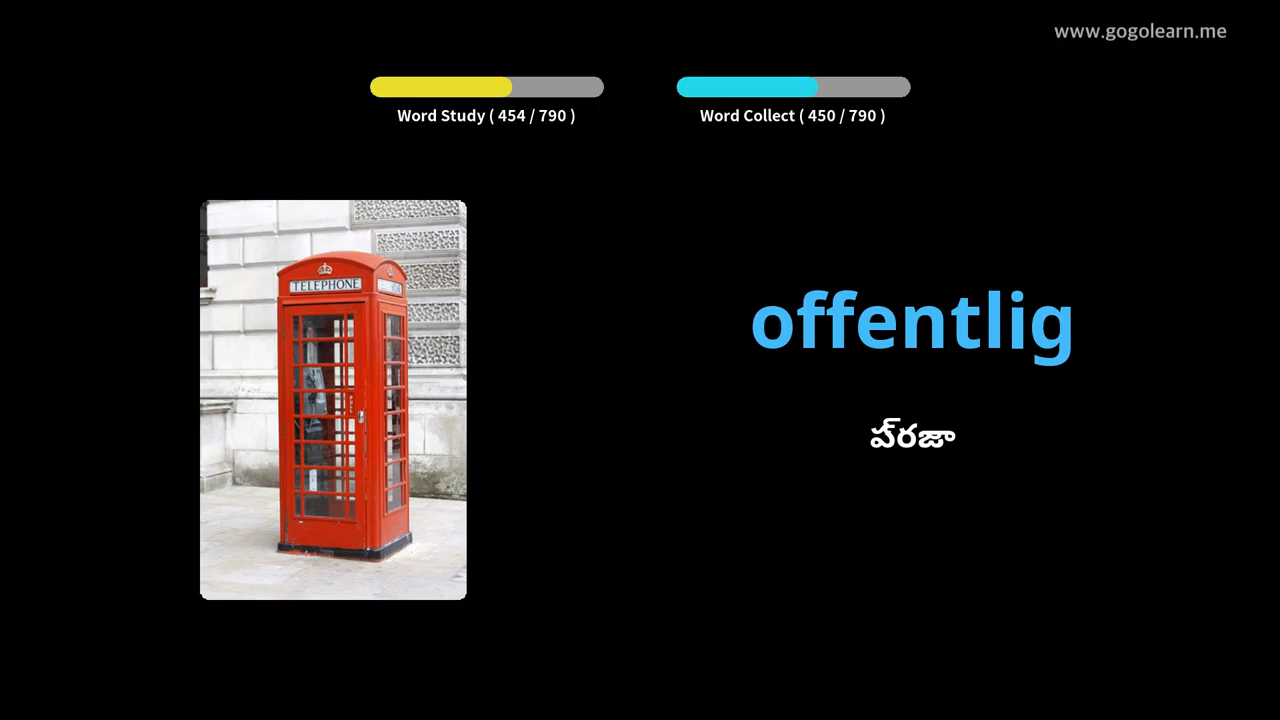 www.gogolearn.me
Word Study ( 454 / 790 )
Word Collect ( 450 / 790 )
TELEPHONE
offentlig
ప్రజా